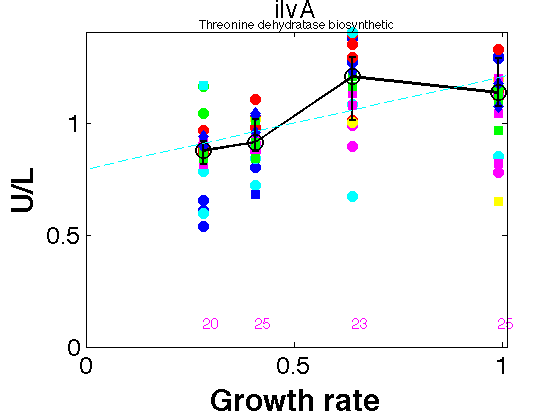 ilvA
Threonine dehydratase biosynthetic
1
0.5
0
U/L
20
25
23
25
0
0.5
1
Growth rate